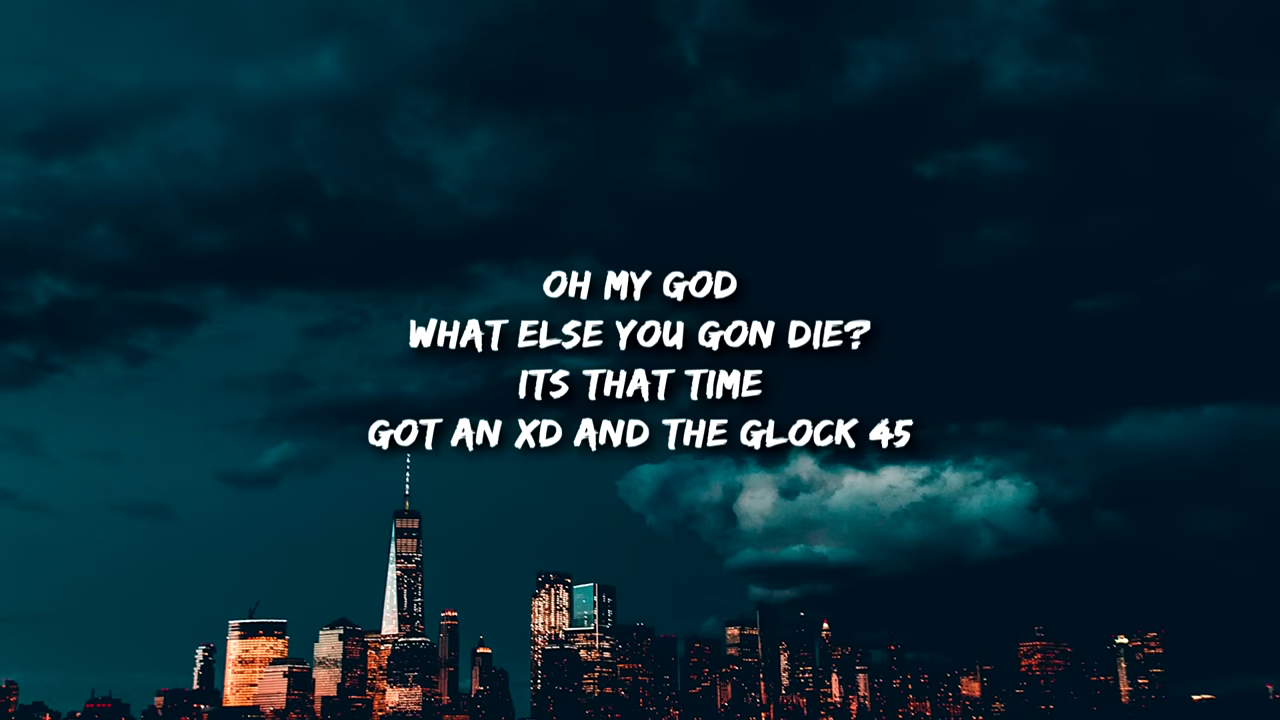 OH MY GOD
WHAT ELSE YOU GON DIE?
ITS THAT TIME
GOT AN XD AND THE GLOCK 45